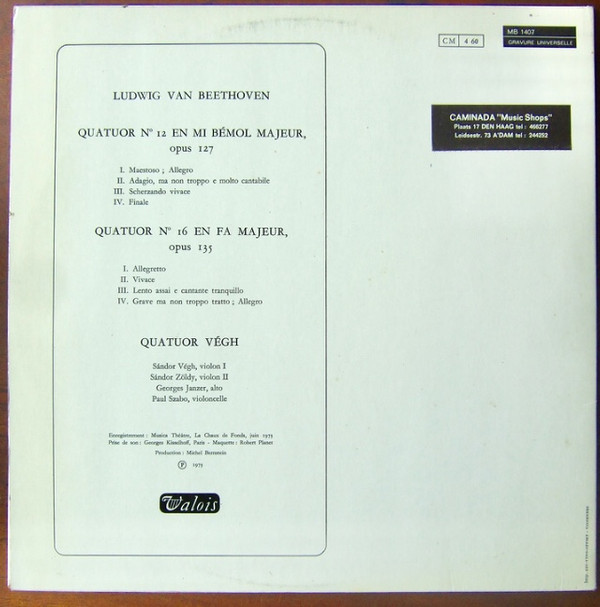 CM 4 60
MB 1407
GRAVURE UNIVERSELLE
CAMINADA "Music Shops"
Plaats 17 DEN HAAG tel : 466277
Leidsestr. 73 A'DAM tel : 244252
LUDWIG VAN BEETHOVEN
QUATUOR Nº 12 EN MI BÉMOL MAJEUR,
opus 127
I. Maestoso ; Allegro
II. Adagio, ma non troppo e molto cantabile
III. Scherzando vivace
IV. Finale
QUATUOR Nº 16 EN FA MAJEUR,
opus 135
I. Allegretto
II. Vivace
III. Lento assai e cantante tranquillo
IV. Grave ma non troppo tratto ; Allegro
QUATUOR VÉGH
Sándor Végh, violon I
Sándor Zöldy, violon II
Georges Janzer, alto
Paul Szabo, violoncelle
Enregistrement : Musica Théâtre, La Chaux de Fonds, juin 1973
Prise de son : Georges Kisselhoff, Paris - Maquette : Robert Planet
Production : Michel Bernstein
Ⓟ 1973
Valois